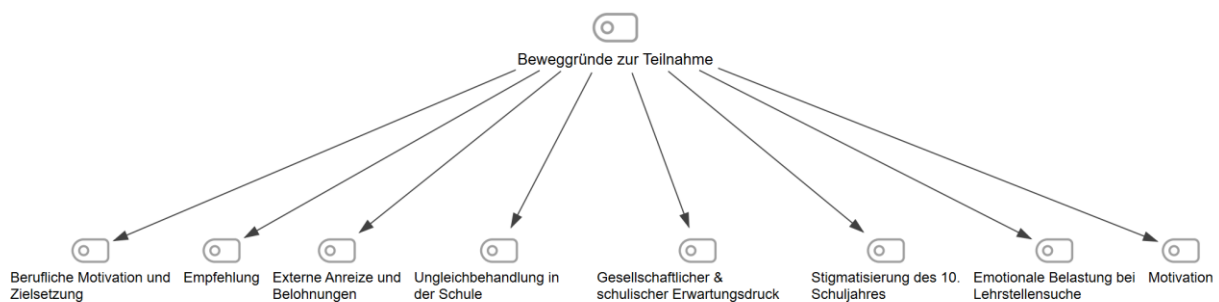 Beweggründe zur Teilnahme
Berufliche Motivation und
Zielsetzung
Empfehlung
Externe Anreize und
Belohnungen
Ungleichbehandlung in
der Schule
Gesellschaftlicher &
schulischer Erwartungsdruck
Stigmatisierung des 10.
Schuljahres
Emotionale Belastung bei
Lehrstellensuche
Motivation